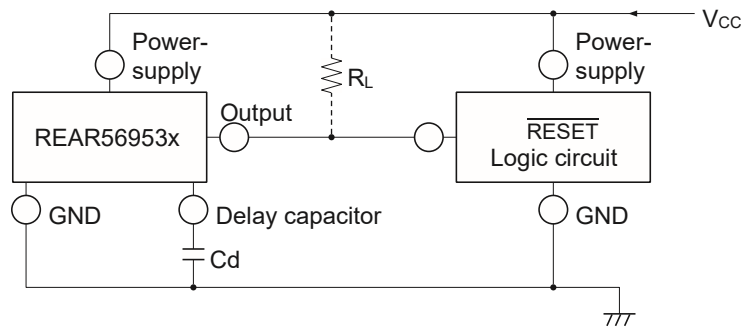 VCC
Power-
supply
RL
Power-
supply
REAR56953x
Output
RESET
Logic circuit
GND
Delay capacitor
GND
Cd